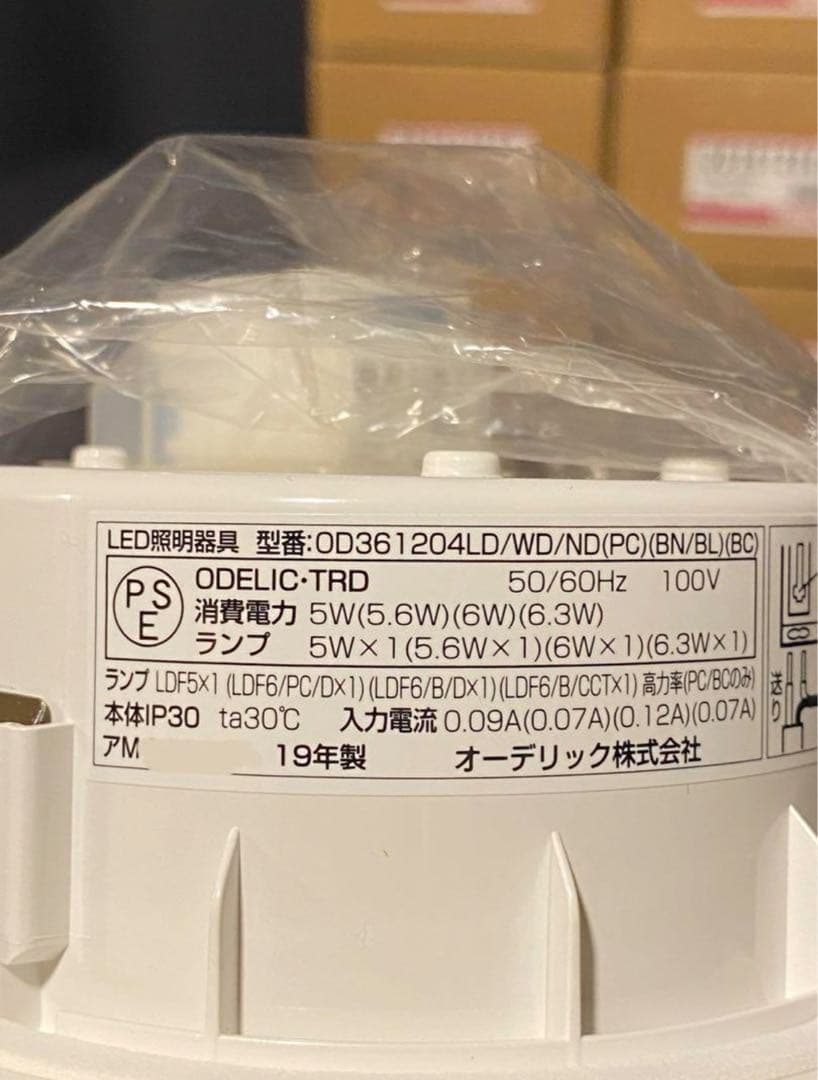 LED照明器具 型番:OD361204LD/WD/ND(PC)(BN/BL)(BC)
PSE
ODELIC・TRD 50/60Hz 100V
消費電力 5W(5.6W)(6W)(6.3W)
ランプ 5W×1(5.6W×1)(6W×1)(6.3W×1)
ランプ LDF5×1 (LDF6/PC/D×1)(LDF6/B/D×1)(LDF6/B/CCT×1) 高力率(PC/BCのみ)
本体IP30 ta30℃ 入力電流 0.09A(0.07A)(0.12A)(0.07A)
アM 19年製 オーデリック株式会社
送り